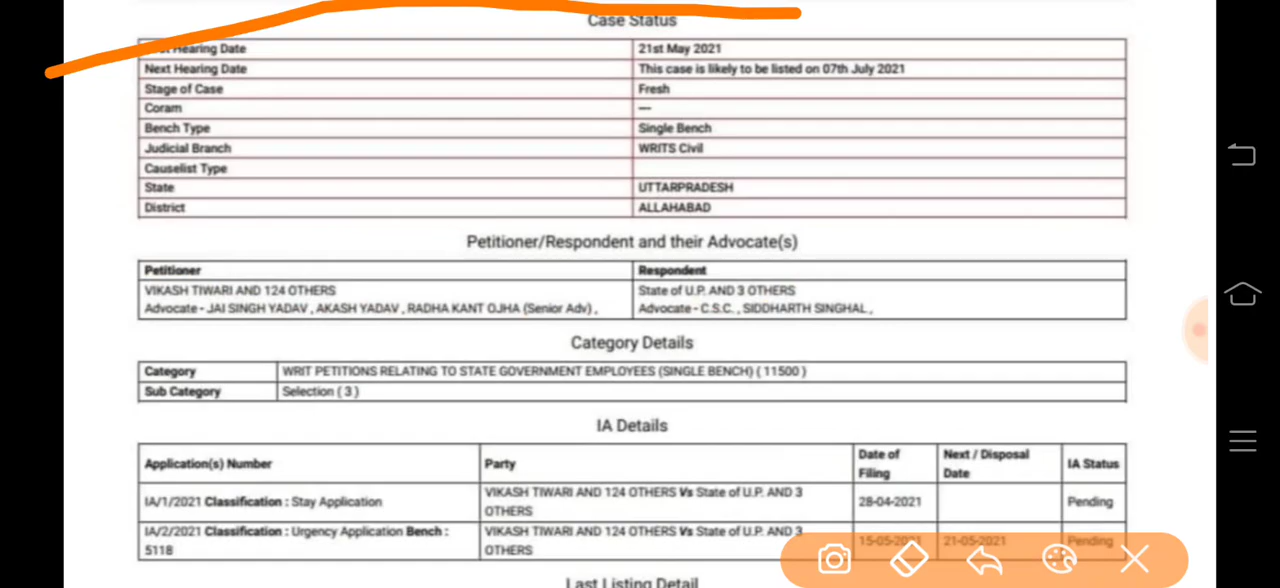 Case Status
Hearing Date 21st May 2021
Next Hearing Date This case is likely to be listed on 07th July 2021
Stage of Case Fresh
Coram —
Bench Type Single Bench
Judicial Branch WRITS Civil
Causelist Type
State UTTARPRADESH
District ALLAHABAD
Petitioner/Respondent and their Advocate(s)
Petitioner Respondent
VIKASH TIWARI AND 124 OTHERS State of U.P. AND 3 OTHERS
Advocate - JAI SINGH YADAV , AKASH YADAV , RADHA KANT OJHA (Senior Adv) , Advocate - C.S.C. , SIDDHARTH SINGHAL ,
Category Details
Category WRIT PETITIONS RELATING TO STATE GOVERNMENT EMPLOYEES (SINGLE BENCH) ( 11500 )
Sub Category Selection ( 3 )
IA Details
Application(s) Number Party Date of Filing Next / Disposal Date IA Status
IA/1/2021 Classification : Stay Application VIKASH TIWARI AND 124 OTHERS Vs State of U.P. AND 3 OTHERS 28-04-2021 Pending
IA/2/2021 Classification : Urgency Application Bench : 5118 VIKASH TIWARI AND 124 OTHERS Vs State of U.P. AND 3 OTHERS 15-05-2021 21-05-2021 Pending
Last Listing Detail